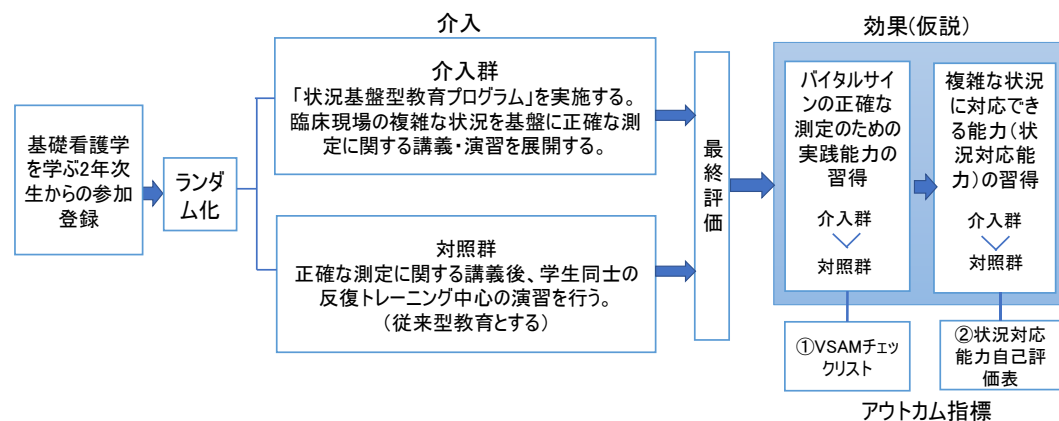 介入
効果(仮説)
基礎看護学
を学ぶ2年次
生からの参加
登録
ランダ
ム化
介入群
「状況基盤型教育プログラム」を実施する。
臨床現場の複雑な状況を基盤に正確な測
定に関する講義・演習を展開する。
対照群
正確な測定に関する講義後、学生同士の
反復トレーニング中心の演習を行う。
（従来型教育とする）
最
終
評
価
バイタルサ
インの正確な
測定のための
実践能力の
習得
介入群
対照群
複雑な状況
に対応でき
る能力（状
況対応能
力）の習得
介入群
対照群
①VSAMチェッ
クリスト
②状況対応
能力自己評
価表
アウトカム指標